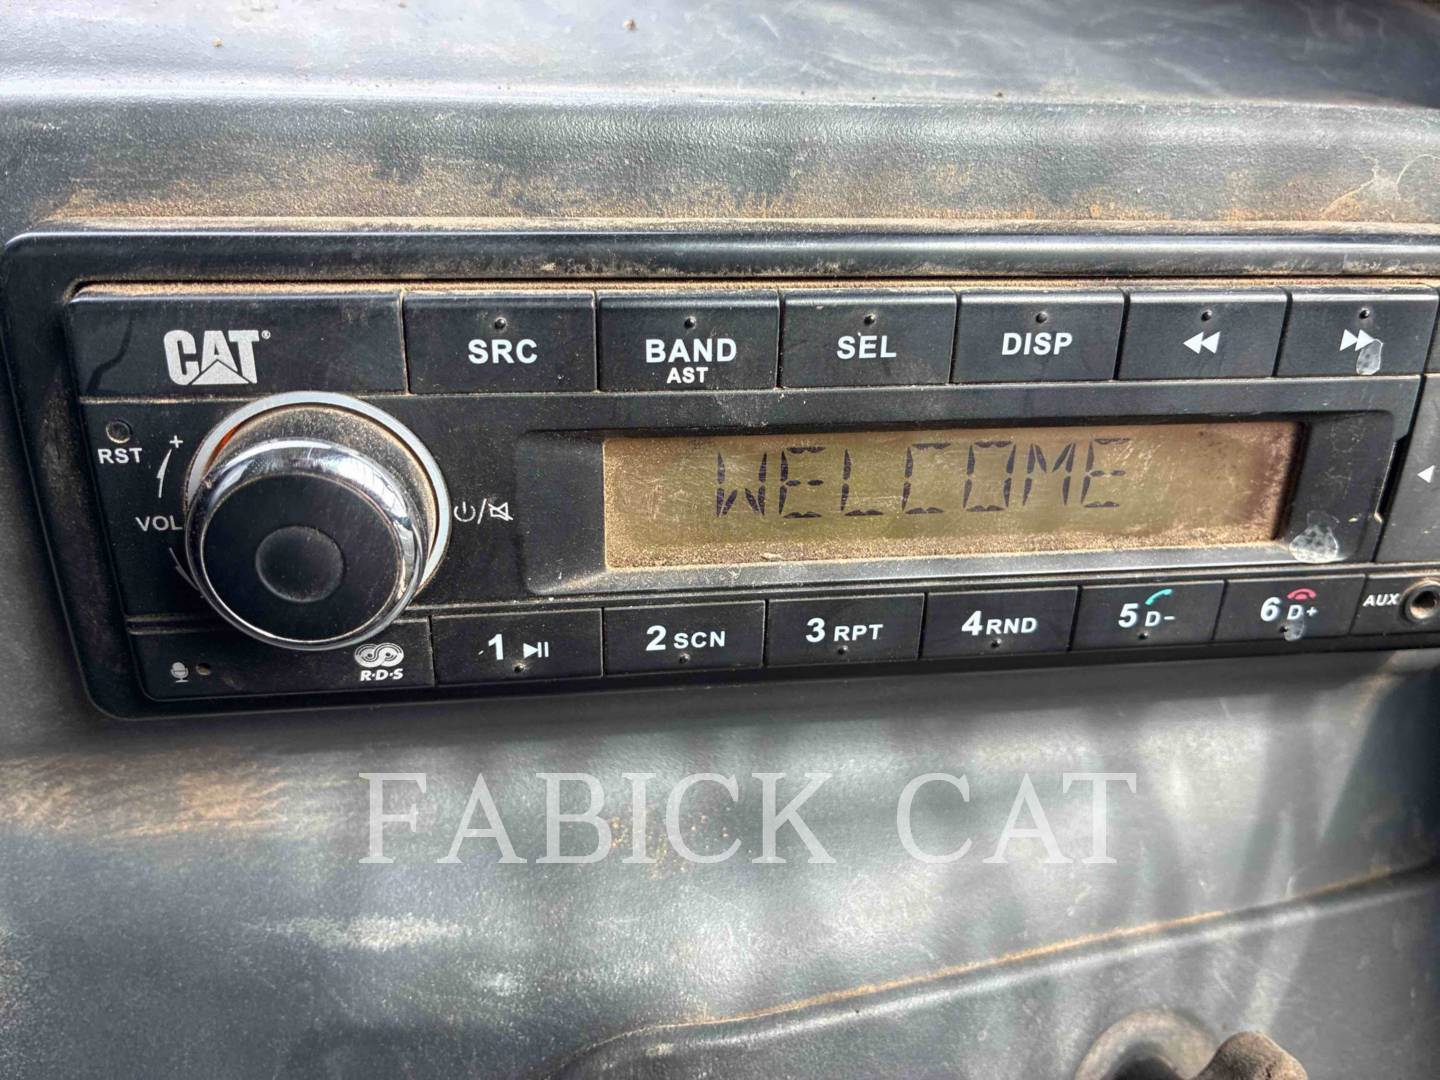 CAT®
SRC
BAND
AST
SEL
DISP
RST
+
VOL
-
WELCOME
R·D·S
1
2 SCN
3 RPT
4 RND
5 D-
6 D+
AUX
FABICK CAT